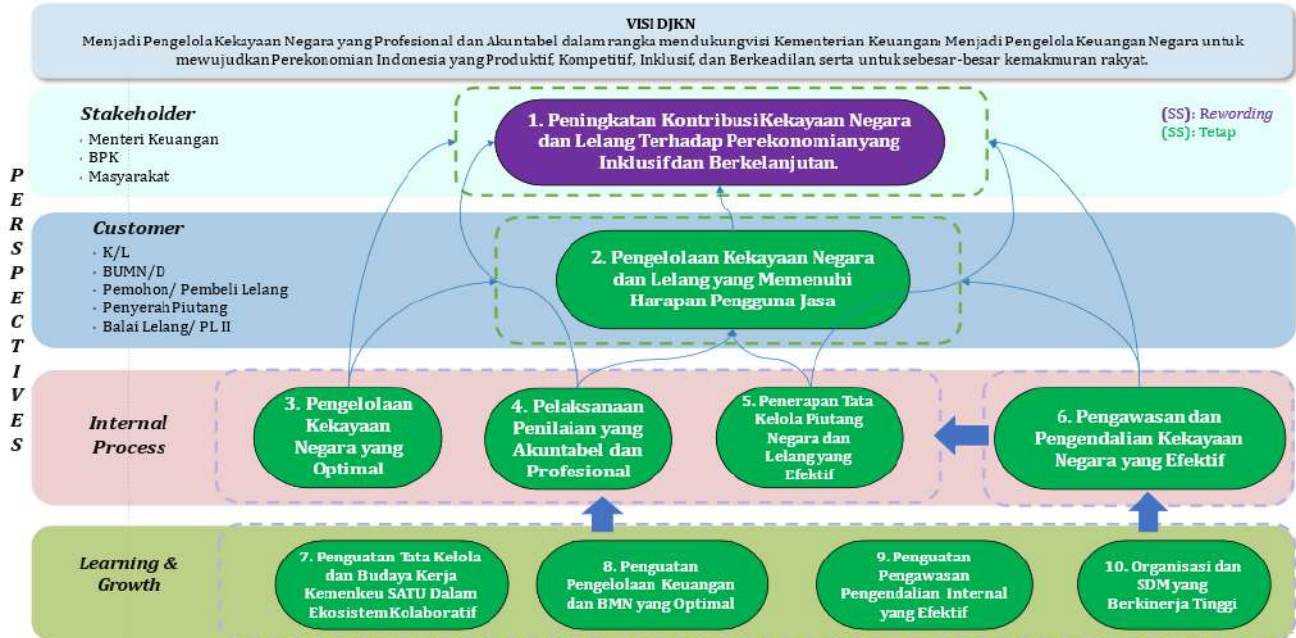 VISI DJKN
Menjadi Pengelola Kekayaan Negara yang Profesional dan Akuntabel dalam rangka mendukung visi Kementerian Keuangan: Menjadi Pengelola Keuangan Negara untuk
mewujudkan Perekonomian Indonesia yang Produktif, Kompetitif, Inklusif, dan Berkeadilan, serta untuk sebesar-besar kemakmuran rakyat.
PERSPECTIVES
Stakeholder
· Menteri Keuangan
· BPK
· Masyarakat
1. Peningkatan Kontribusi Kekayaan Negara
dan Lelang Terhadap Perekonomian yang
Inklusif dan Berkelanjutan.
(SS): Rewording
(SS): Tetap
Customer
· K/L
· BUMN/D
· Pemohon/ Pembeli Lelang
· Penyerah Piutang
· Balai Lelang/ PL II
2. Pengelolaan Kekayaan Negara
dan Lelang yang Memenuhi
Harapan Pengguna Jasa
Internal
Process
3. Pengelolaan
Kekayaan
Negara yang
Optimal
4. Pelaksanaan
Penilaian yang
Akuntabel dan
Profesional
5. Penerapan Tata
Kelola Piutang
Negara dan
Lelang yang
Efektif
6. Pengawasan dan
Pengendalian Kekayaan
Negara yang Efektif
Learning &
Growth
7. Penguatan Tata Kelola
dan Budaya Kerja
Kemenkeu SATU Dalam
Ekosistem Kolaboratif
8. Penguatan
Pengelolaan Keuangan
dan BMN yang Optimal
9. Penguatan
Pengawasan
Pengendalian Internal
yang Efektif
10. Organisasi dan
SDM yang
Berkinerja Tinggi